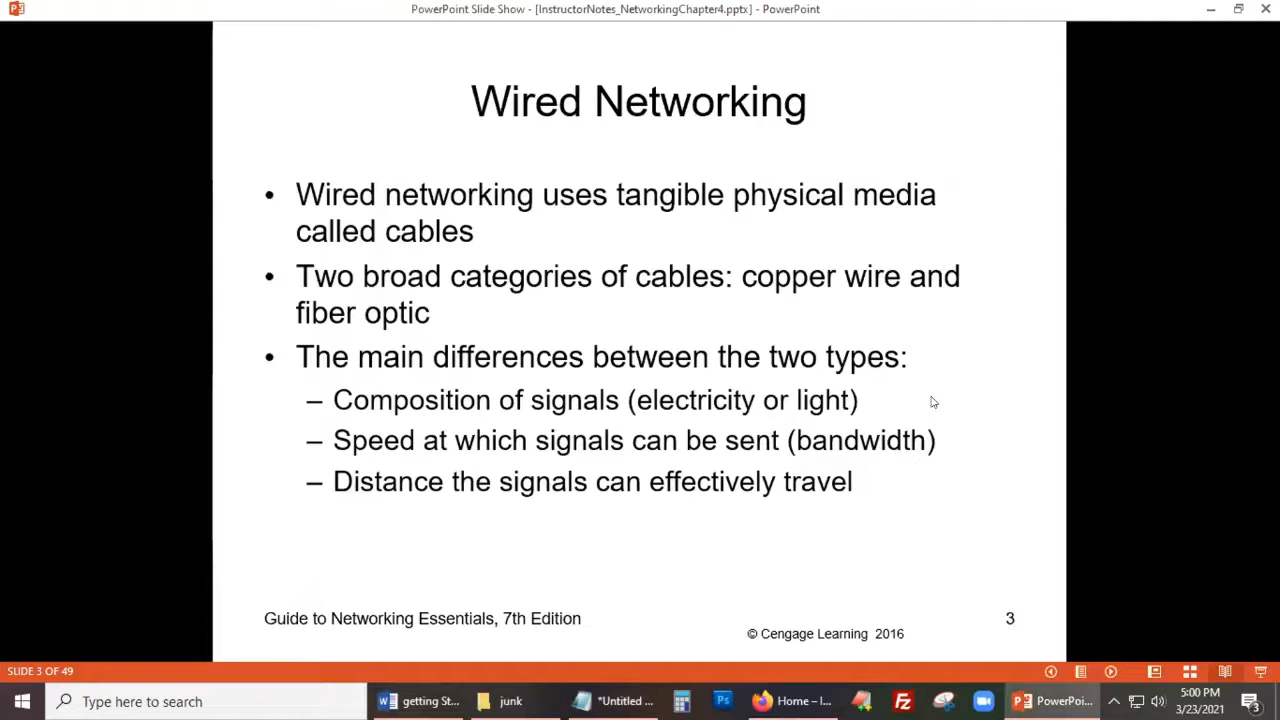 PowerPoint Slide Show - [InstructorNotes_NetworkingChapter4.pptx] - PowerPoint
Wired Networking
• Wired networking uses tangible physical media
called cables
• Two broad categories of cables: copper wire and
fiber optic
• The main differences between the two types:
– Composition of signals (electricity or light)
– Speed at which signals can be sent (bandwidth)
– Distance the signals can effectively travel
Guide to Networking Essentials, 7th Edition
3
© Cengage Learning 2016
SLIDE 3 OF 49
Type here to search
getting St...
junk
*Untitled ...
Ps
Home – I...
Fz
PowerPoi...
5:00 PM
3/23/2021
3